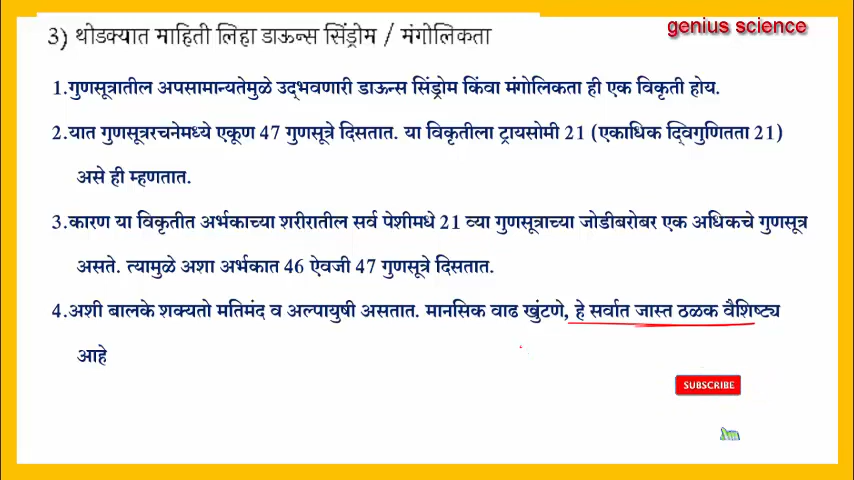 genius science
3) थोडक्यात माहिती लिहा डाऊन्स सिंड्रोम / मंगोलिकता
1.गुणसूत्रातील अपसामान्यतेमुळे उद्‌भवणारी डाऊन्स सिंड्रोम किंवा मंगोलिकता ही एक विकृती होय.
2.यात गुणसूत्ररचनेमध्ये एकूण 47 गुणसूत्रे दिसतात. या विकृतीला ट्रायसोमी 21 (एकाधिक द्‌विगुणितता 21)
असे ही म्हणतात.
3.कारण या विकृतीत अर्भकाच्या शरीरातील सर्व पेशीमधे 21 व्या गुणसूत्राच्या जोडीबरोबर एक अधिकचे गुणसूत्र
असते. त्यामुळे अशा अर्भकात 46 ऐवजी 47 गुणसूत्रे दिसतात.
4.अशी बालके शक्यतो मतिमंद व अल्पायुषी असतात. मानसिक वाढ खुंटणे, हे सर्वात जास्त ठळक वैशिष्ट्य
आहे
SUBSCRIBE